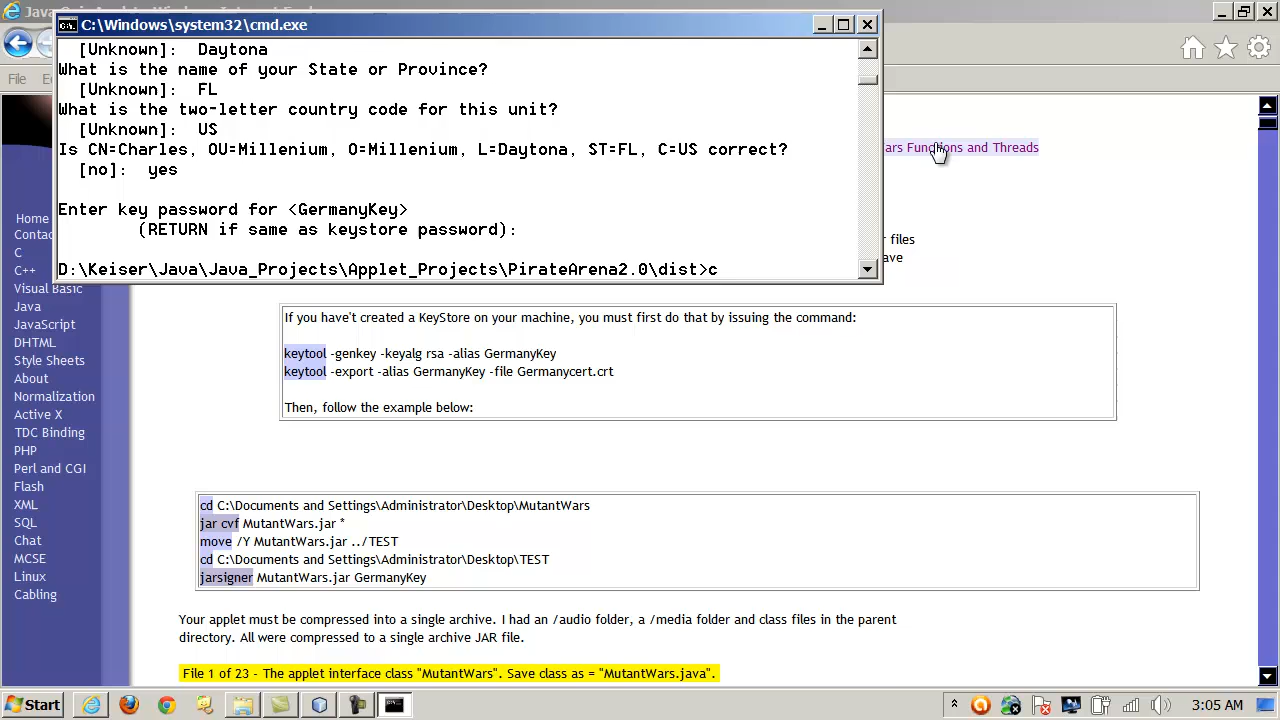 C:\Windows\system32\cmd.exe
[Unknown]:  Daytona
What is the name of your State or Province?
[Unknown]:  FL
What is the two-letter country code for this unit?
[Unknown]:  US
Is CN=Charles, OU=Millenium, O=Millenium, L=Daytona, ST=FL, C=US correct?
[no]:  yes
Enter key password for <GermanyKey>
(RETURN if same as keystore password):
D:\Keiser\Java\Java_Projects\Applet_Projects\PirateArena2.0\dist>c
File
ars Functions and Threads
files
ave
Home
Contac
C
C++
Visual Basic
Java
JavaScript
DHTML
Style Sheets
About
Normalization
Active X
TDC Binding
PHP
Perl and CGI
Flash
XML
SQL
Chat
MCSE
Linux
Cabling
If you have't created a KeyStore on your machine, you must first do that by issuing the command:
keytool -genkey -keyalg rsa -alias GermanyKey
keytool -export -alias GermanyKey -file Germanycert.crt
Then, follow the example below:
cd C:\Documents and Settings\Administrator\Desktop\MutantWars
jar cvf MutantWars.jar *
move /Y MutantWars.jar ../TEST
cd C:\Documents and Settings\Administrator\Desktop\TEST
jarsigner MutantWars.jar GermanyKey
Your applet must be compressed into a single archive. I had an /audio folder, a /media folder and class files in the parent
directory. All were compressed to a single archive JAR file.
File 1 of 23 - The applet interface class "MutantWars". Save class as = "MutantWars.java".
Start
3:05 AM